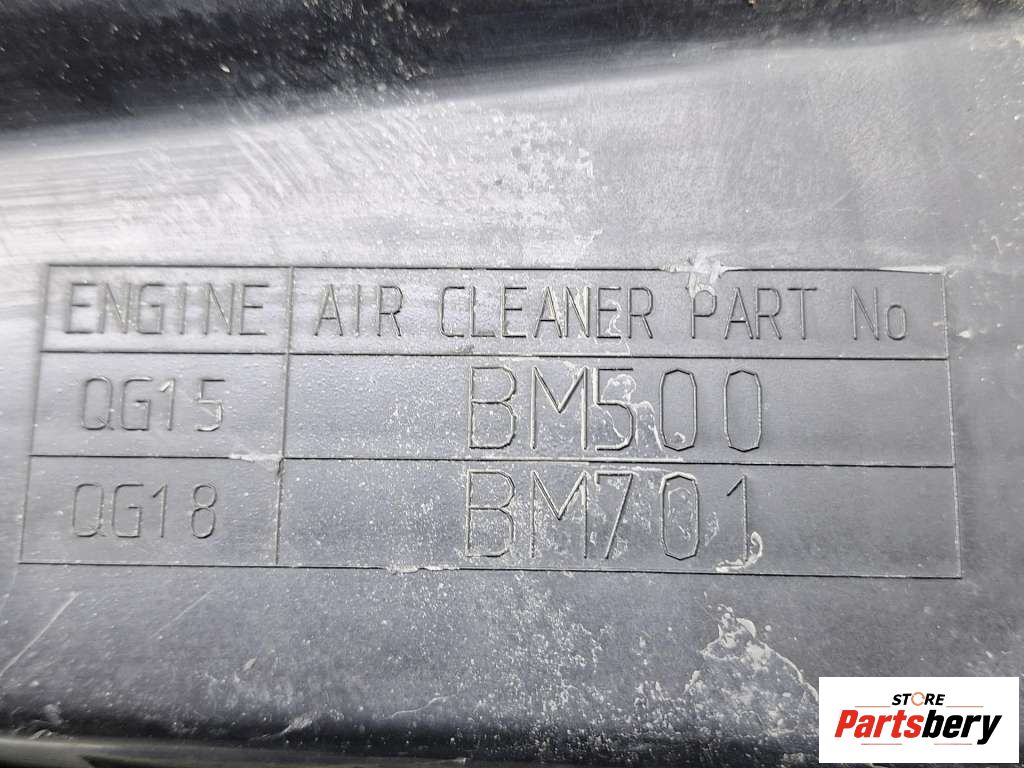 ENGINE AIR CLEANER PART No
QG15 BM500
QG18 BM701
STORE
Partsbery